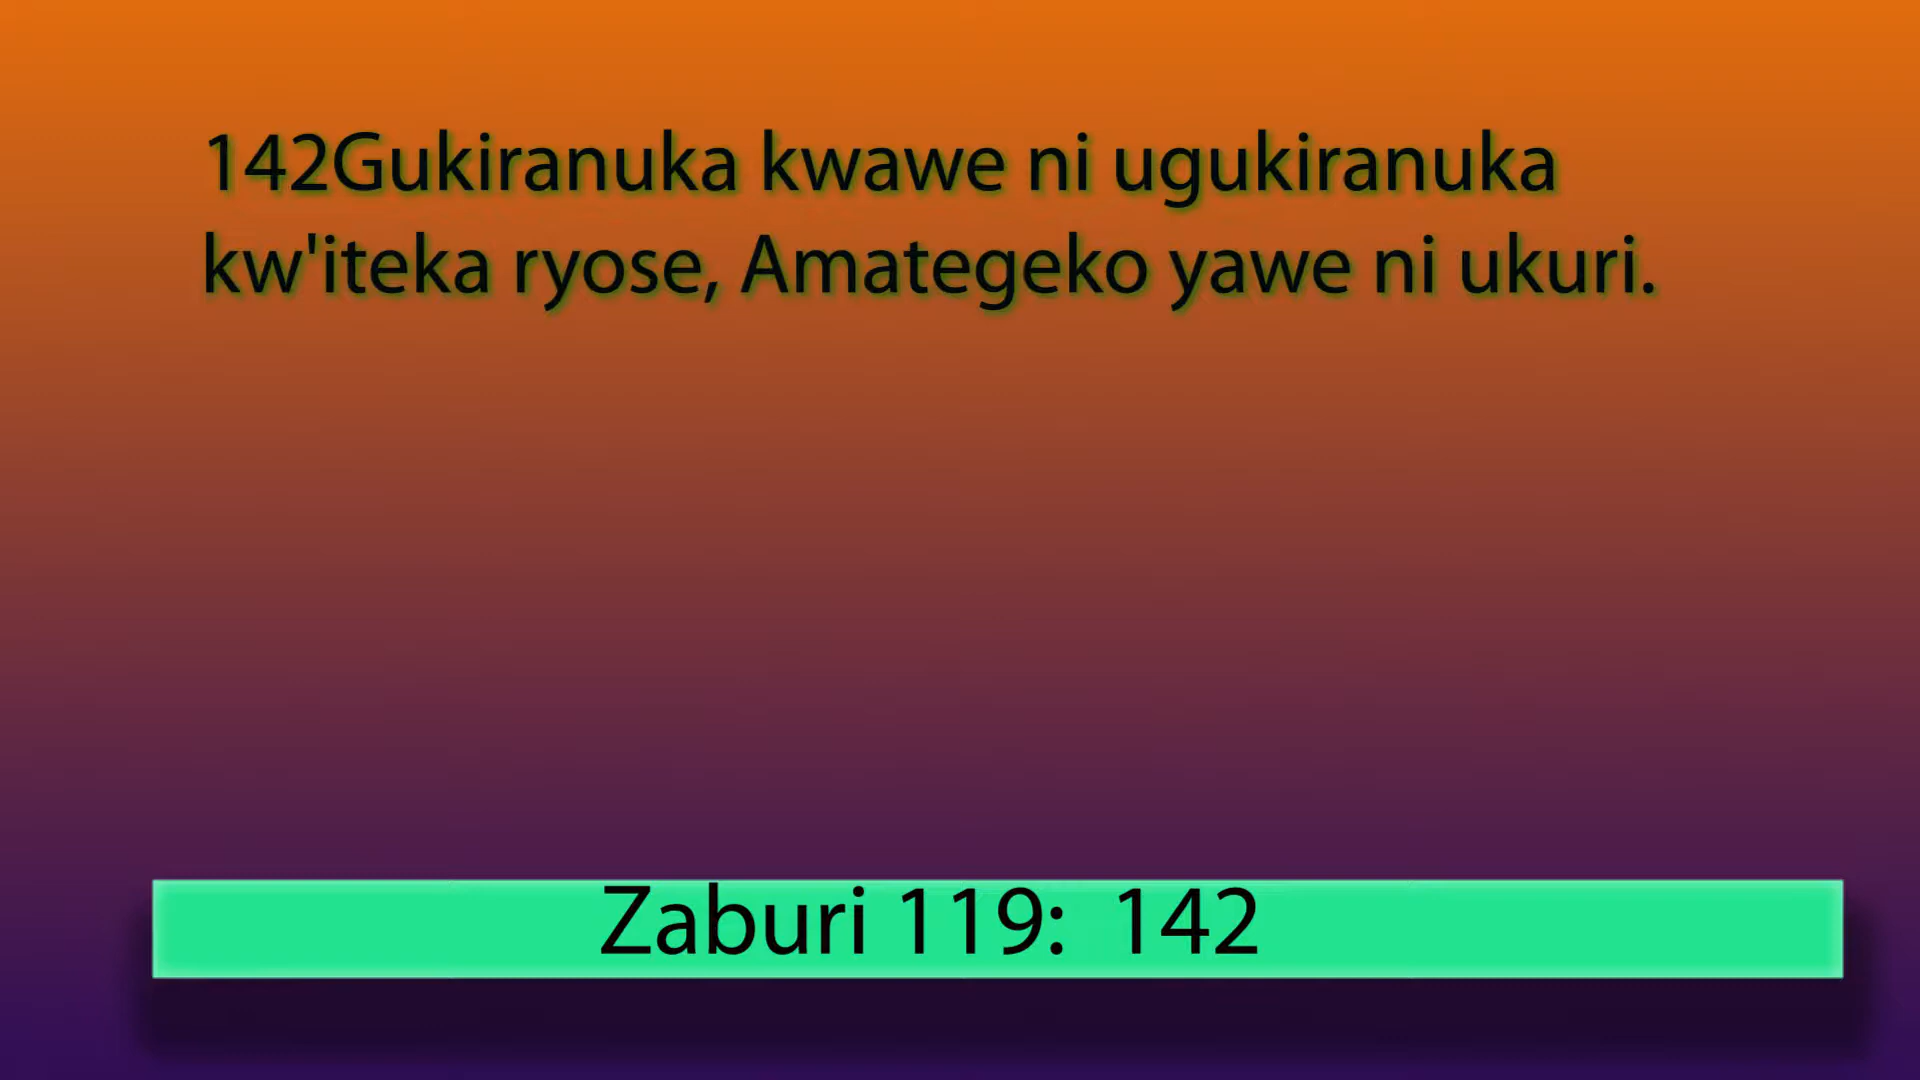 142Gukiranuka kwawe ni ugukiranuka
kw'iteka ryose, Amategeko yawe ni ukuri.
Zaburi 119:  142